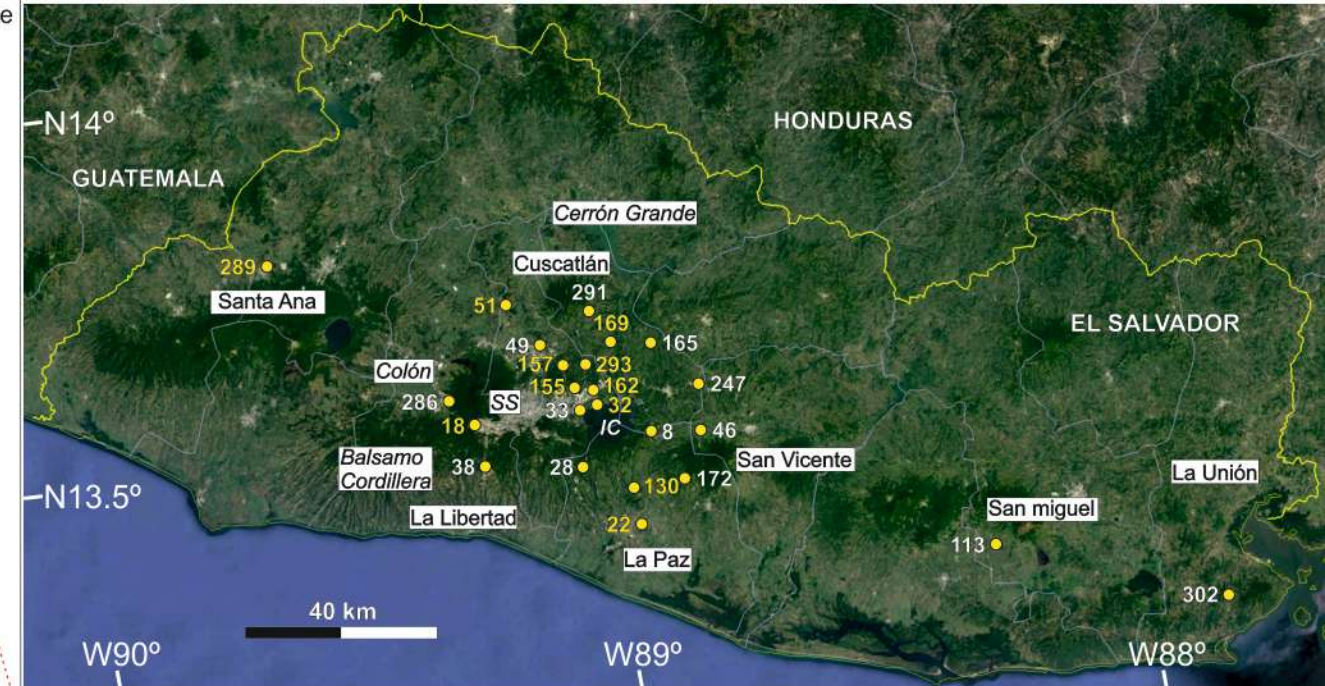 e
N14º
HONDURAS
GUATEMALA
Cerrón Grande
Cuscatlán
289
Santa Ana
291
51
169
EL SALVADOR
49
165
157
293
Colón
155
162
247
286
SS
33
32
18
IC
8
46
Balsamo
Cordillera
38
28
San Vicente
172
La Unión
130
N13.5º
La Libertad
22
San miguel
La Paz
113
302
40 km
W90º
W89º
W88º